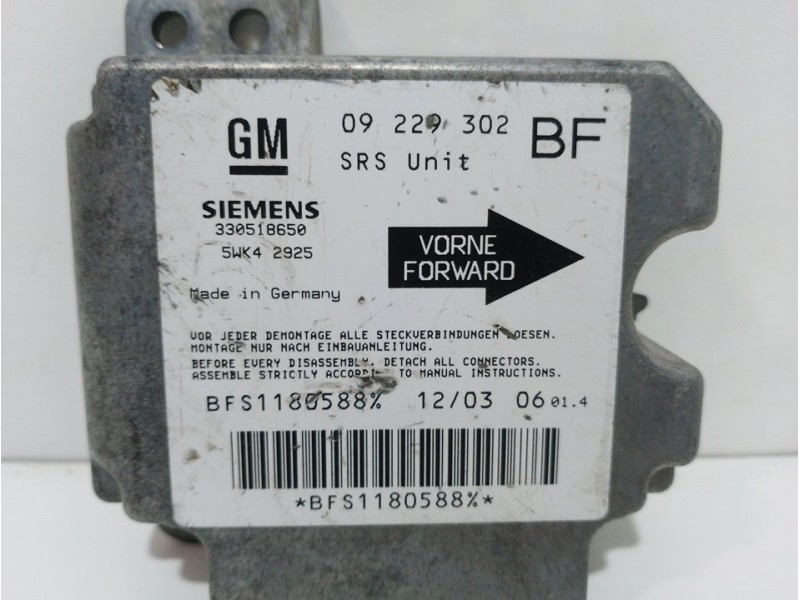 GM 09 229 302 BF
SRS Unit
SIEMENS
330518650
5WK4 2925
VORNE
FORWARD
Made in Germany
VOR JEDER DEMONTAGE ALLE STECKVERBINDUNGEN LOESEN.
MONTAGE NUR NACH EINBAUANLEITUNG.
BEFORE EVERY DISASSEMBLY, DETACH ALL CONNECTORS.
ASSEMBLE STRICTLY TO MANUAL INSTRUCTIONS.
BFS1180588% 12/03 06 01.4
*BFS1180588%*